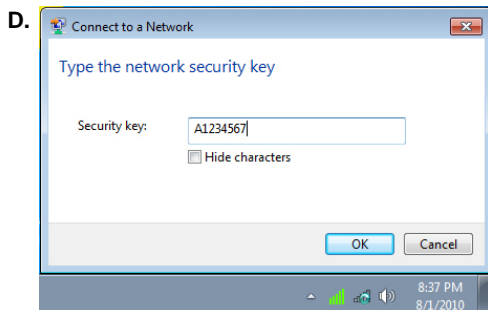 D.
Connect to a Network
Type the network security key
Security key: A1234567
Hide characters
OK Cancel
8:37 PM
8/1/2010